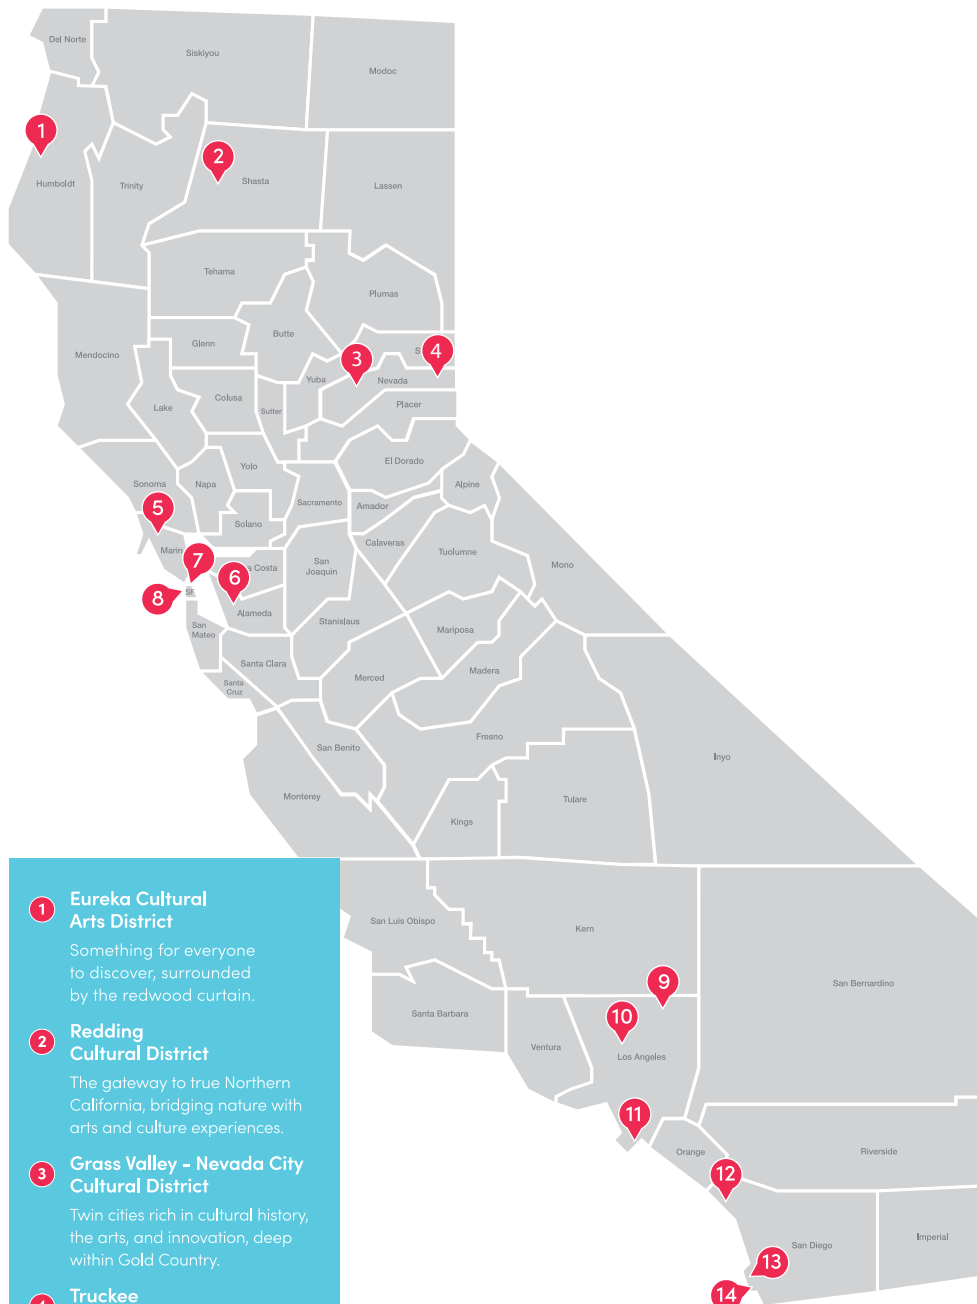 Del Norte
Siskiyou
Modoc
1
2
Humboldt
Trinity
Shasta
Lassen
Tehama
Plumas
Butte
Glenn
Mendocino
3
S
4
Yuba
Nevada
Lake
Colusa
Sutter
Placer
Sonoma
Napa
Yolo
El Dorado
Alpine
5
Solano
Sacramento
Amador
Marin
7
a Costa
6
San
Joaquin
Calaveras
Tuolumne
Mono
8
SF
Alameda
San
Mateo
Stanislaus
Mariposa
Santa Clara
Santa
Cruz
Merced
Madera
San Benito
Fresno
Inyo
Monterey
Kings
Tulare
San Luis Obispo
Kern
9
San Bernardino
Santa Barbara
10
Ventura
Los Angeles
11
Orange
Riverside
12
San Diego
Imperial
13
14
1
Eureka Cultural
Arts District
Something for everyone
to discover, surrounded
by the redwood curtain.
2
Redding
Cultural District
The gateway to true Northern
California, bridging nature with
arts and culture experiences.
3
Grass Valley - Nevada City
Cultural District
Twin cities rich in cultural history,
the arts, and innovation, deep
within Gold Country.
4
Truckee